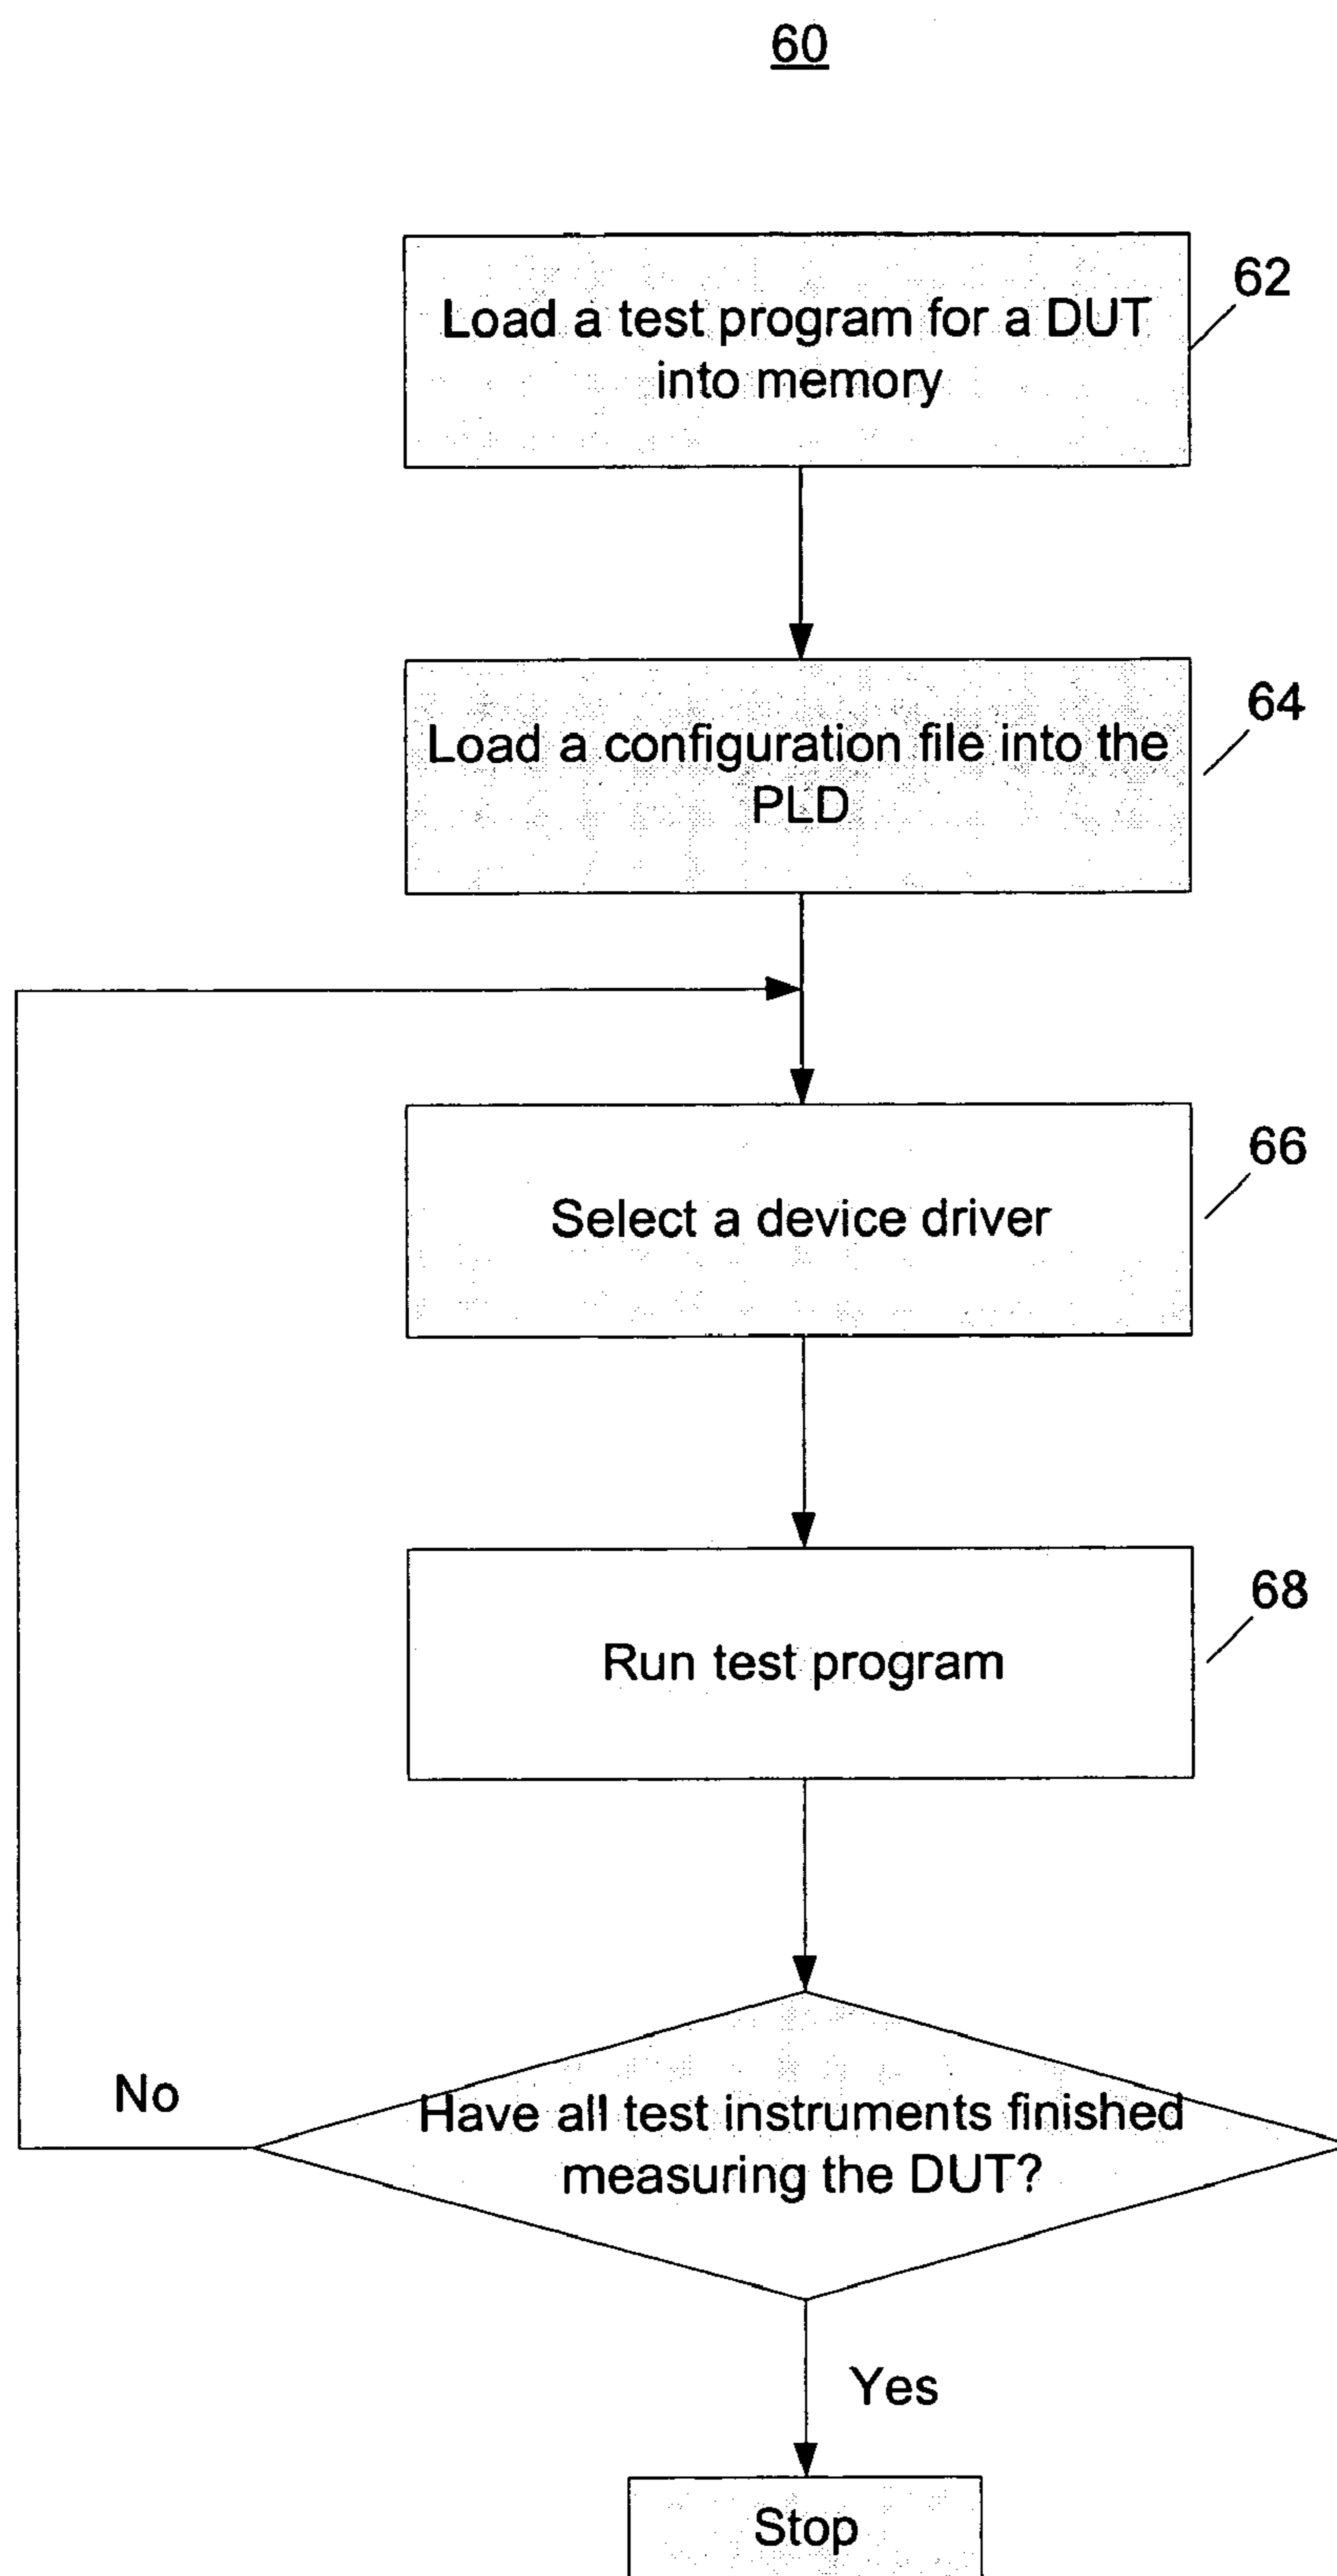 60
Load a test program for a DUT
into memory
62
Load a configuration file into the
PLD
64
Select a device driver
66
Run test program
68
Have all test instruments finished
measuring the DUT?
No
Yes
Stop